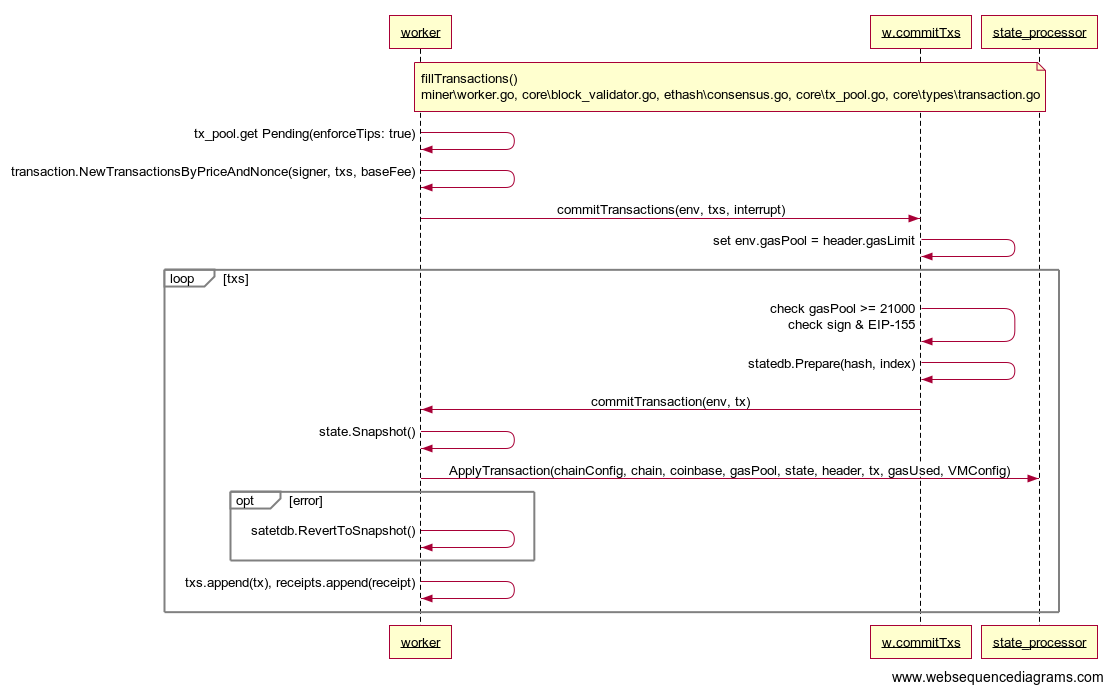 worker
w.commitTxs
state_processor
fillTransactions()
miner\worker.go, core\block_validator.go, ethash\consensus.go, core\tx_pool.go, core\types\transaction.go
tx_pool.get Pending(enforceTips: true)
transaction.NewTransactionsByPriceAndNonce(signer, txs, baseFee)
commitTransactions(env, txs, interrupt)
set env.gasPool = header.gasLimit
loop [txs]
check gasPool >= 21000
check sign & EIP-155
statedb.Prepare(hash, index)
commitTransaction(env, tx)
state.Snapshot()
ApplyTransaction(chainConfig, chain, coinbase, gasPool, state, header, tx, gasUsed, VMConfig)
opt [error]
satetdb.RevertToSnapshot()
txs.append(tx), receipts.append(receipt)
worker
w.commitTxs
state_processor
www.websequencediagrams.com